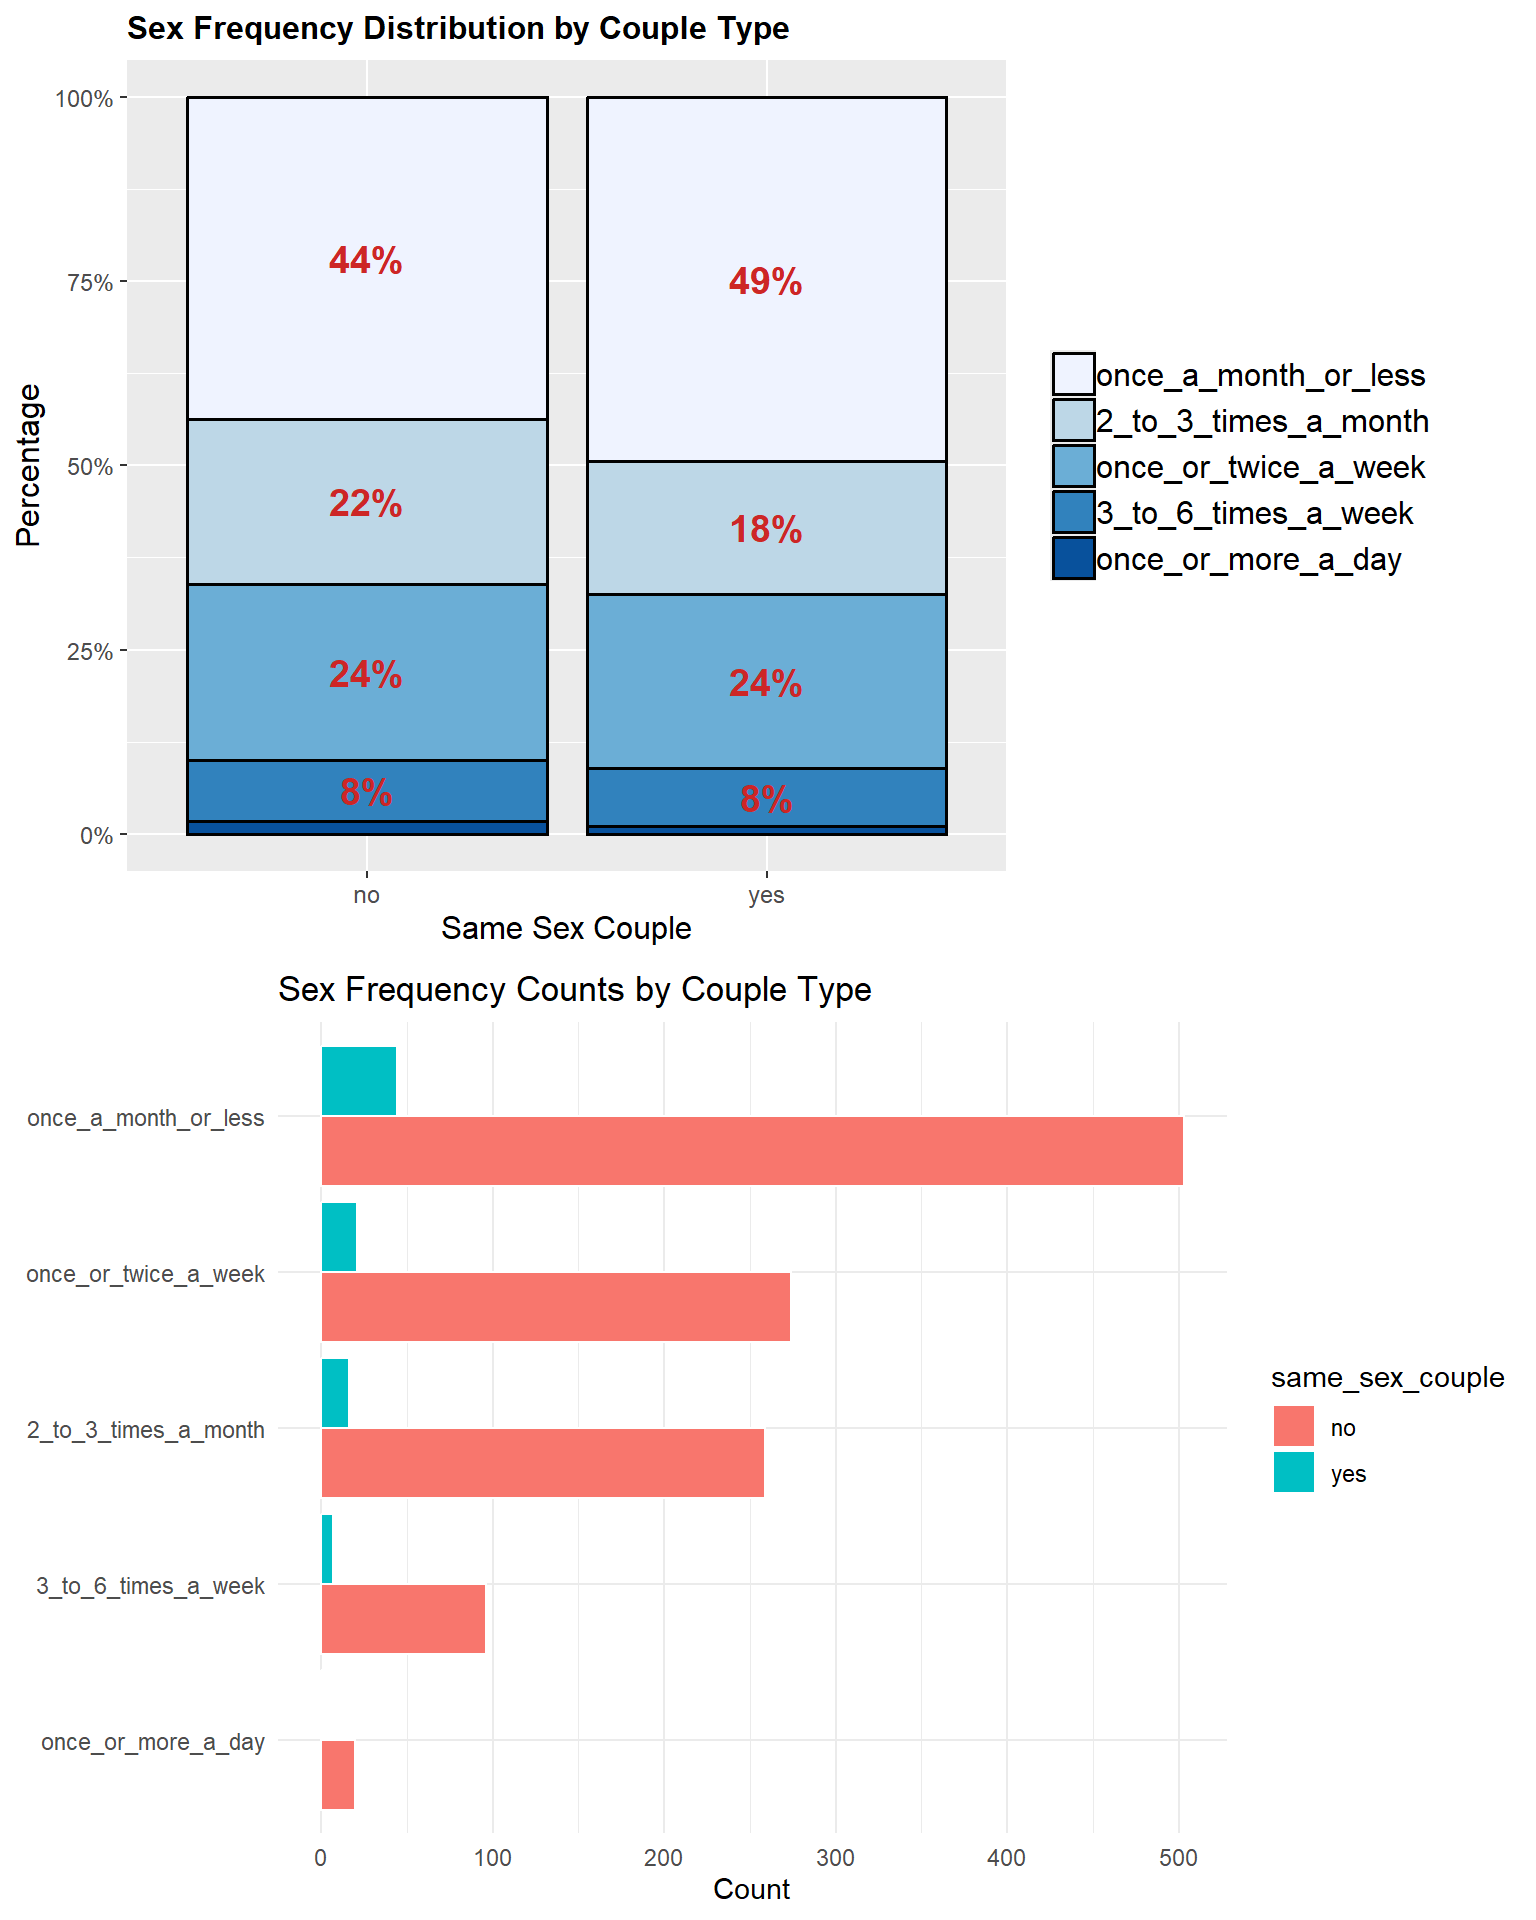 Sex Frequency Distribution by Couple Type
100%
75%
50%
25%
0%
Percentage
44%
49%
22%
18%
24%
24%
8%
8%
no
yes
Same Sex Couple
once_a_month_or_less
2_to_3_times_a_month
once_or_twice_a_week
3_to_6_times_a_week
once_or_more_a_day
Sex Frequency Counts by Couple Type
once_a_month_or_less
once_or_twice_a_week
2_to_3_times_a_month
3_to_6_times_a_week
once_or_more_a_day
0
100
200
300
400
500
Count
same_sex_couple
no
yes